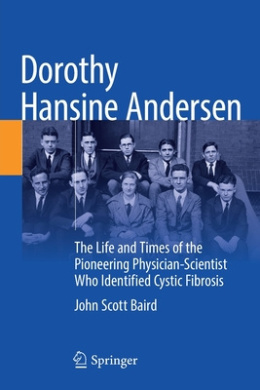 Dorothy
Hansine Andersen
The Life and Times of the
Pioneering Physician-Scientist
Who Identified Cystic Fibrosis
John Scott Baird
Springer